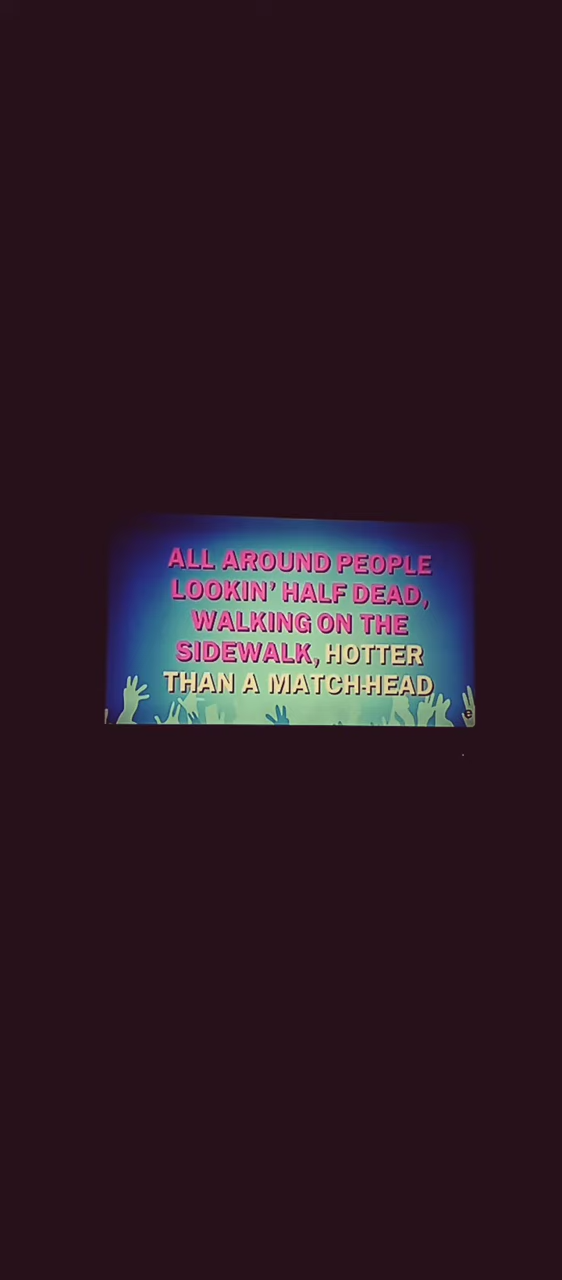 ALL AROUND PEOPLE
LOOKIN' HALF DEAD,
WALKING ON THE
SIDEWALK, HOTTER
THAN A MATCH-HEAD
e